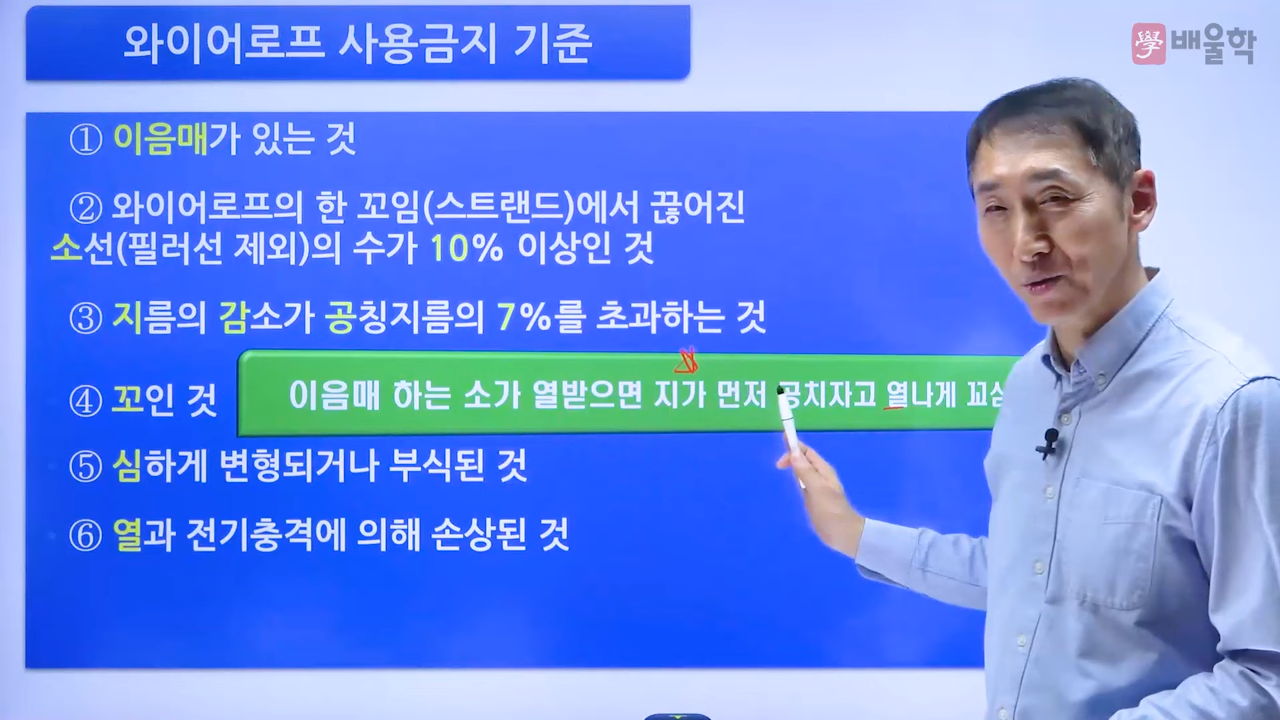 와이어로프 사용금지 기준
學 배울학
① 이음매가 있는 것
② 와이어로프의 한 꼬임(스트랜드)에서 끊어진
소선(필러선 제외)의 수가 10% 이상인 것
③ 지름의 감소가 공칭지름의 7%를 초과하는 것
④ 꼬인 것
이음매 하는 소가 열받으면 지가 먼저 공치자고 열나게 꼬심
⑤ 심하게 변형되거나 부식된 것
⑥ 열과 전기충격에 의해 손상된 것